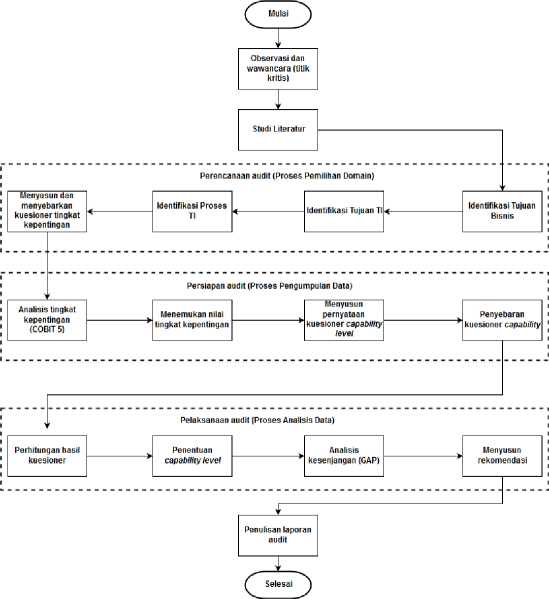 Mulai
Observasi dan
wawancara (titik
kritis)
Studi Literatur
Perencanaan audit (Proses Pemilihan Domain)
Identifikasi Tujuan
Bisnis
Identifikasi Tujuan TI
Identifikasi Proses
TI
Menyusun dan
menyebarkan
kuesioner tingkat
kepentingan
Persiapan audit (Proses Pengumpulan Data)
Analisis tingkat
kepentingan
(COBIT 5)
Menemukan nilai
tingkat kepentingan
Menyusun
pernyataan
kuesioner capability
level
Penyebaran
kuesioner capability
Pelaksanaan audit (Proses Analisis Data)
Perhitungan hasil
kuesioner
Penentuan
capability level
Analisis
kesenjangan (GAP)
Menyusun
rekomendasi
Penulisan laporan
audit
Selesai